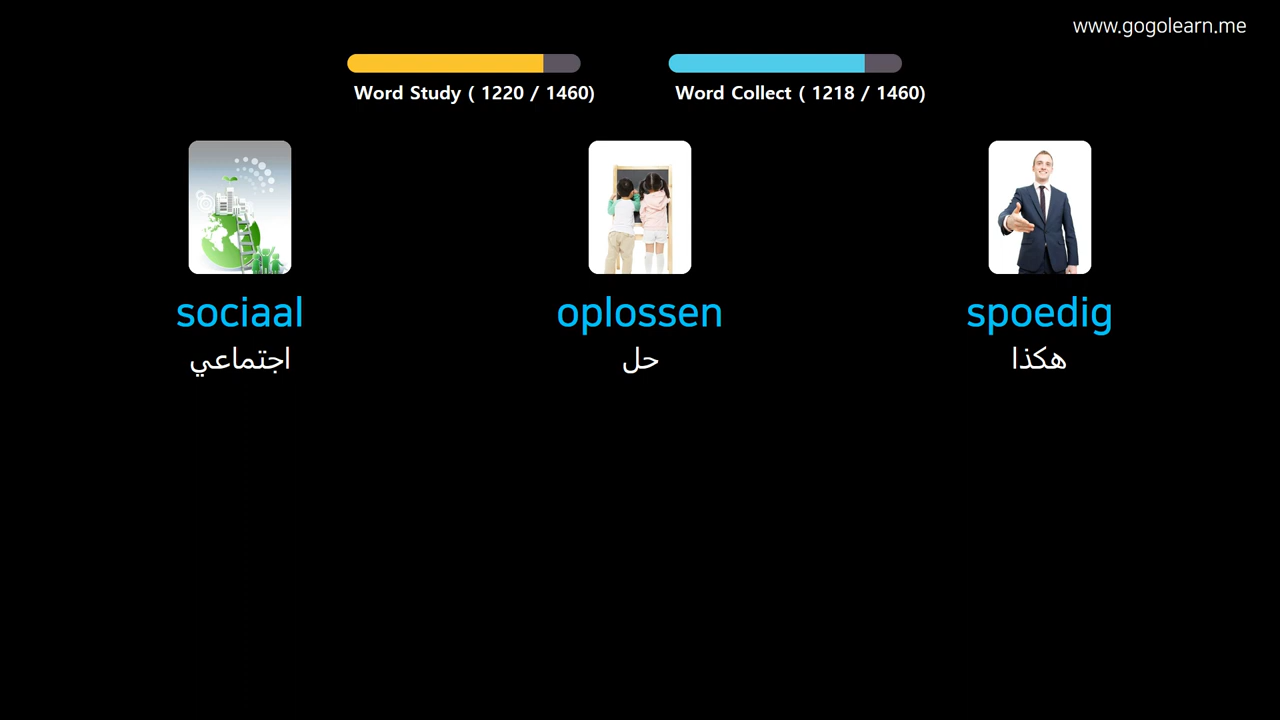 www.gogolearn.me
Word Study ( 1220 / 1460)
Word Collect ( 1218 / 1460)
sociaal
oplossen
spoedig
اجتماعي
حل
هكذا